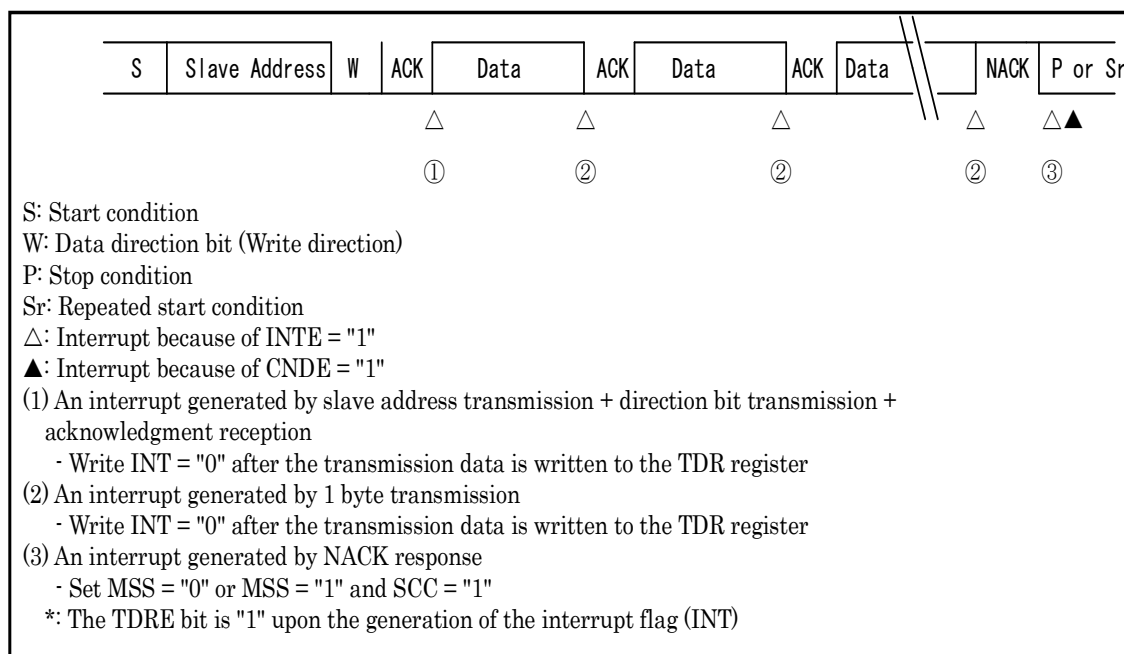 S Slave Address W ACK Data ACK Data ACK Data NACK P or Sr
△ △ △ △ △▲
① ② ② ② ③
S: Start condition
W: Data direction bit (Write direction)
P: Stop condition
Sr: Repeated start condition
△: Interrupt because of INTE = "1"
▲: Interrupt because of CNDE = "1"
(1) An interrupt generated by slave address transmission + direction bit transmission +
acknowledgment reception
- Write INT = "0" after the transmission data is written to the TDR register
(2) An interrupt generated by 1 byte transmission
- Write INT = "0" after the transmission data is written to the TDR register
(3) An interrupt generated by NACK response
- Set MSS = "0" or MSS = "1" and SCC = "1"
*: The TDRE bit is "1" upon the generation of the interrupt flag (INT)